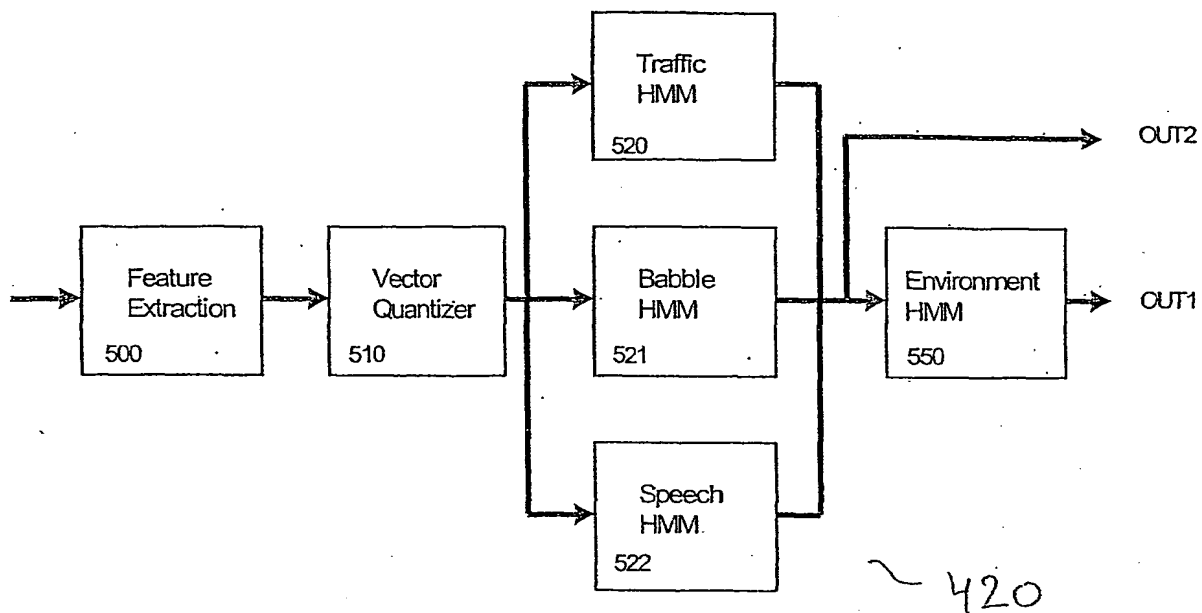 Traffic
HMM
520
OUT2
Feature
Extraction
500
Vector
Quantizer
510
Babble
HMM
521
Environment
HMM
550
OUT1
Speech
HMM
522
420